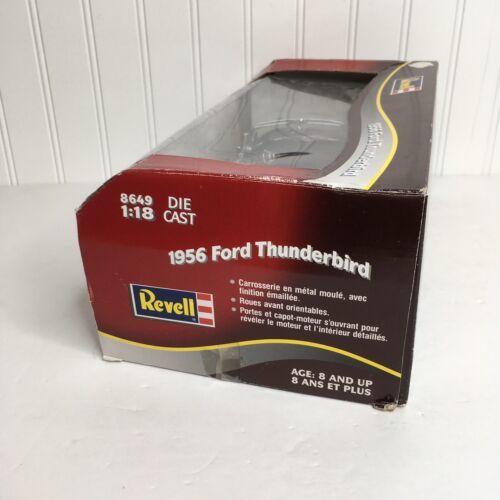 8649 DIE
1:18 CAST
1956 Ford Thunderbird
Revell
• Carrosserie en métal moulé, avec
finition émaillée.
• Roues avant orientables.
• Portes et capot-moteur s'ouvrant pour
révéler le moteur et l'intérieur détaillés.
AGE: 8 AND UP
8 ANS ET PLUS
Revell